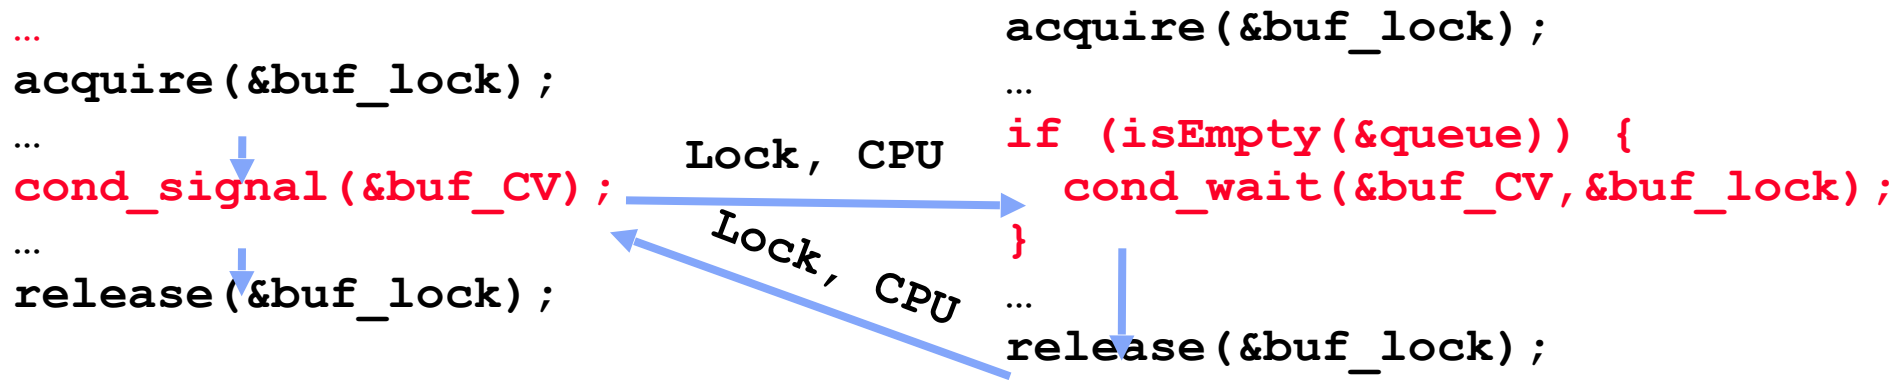 …
acquire(&buf_lock);
…
cond_signal(&buf_CV);
…
release(&buf_lock);
Lock, CPU
Lock, CPU
acquire(&buf_lock);
…
if (isEmpty(&queue)) {
  cond_wait(&buf_CV,&buf_lock);
}
…
release(&buf_lock);